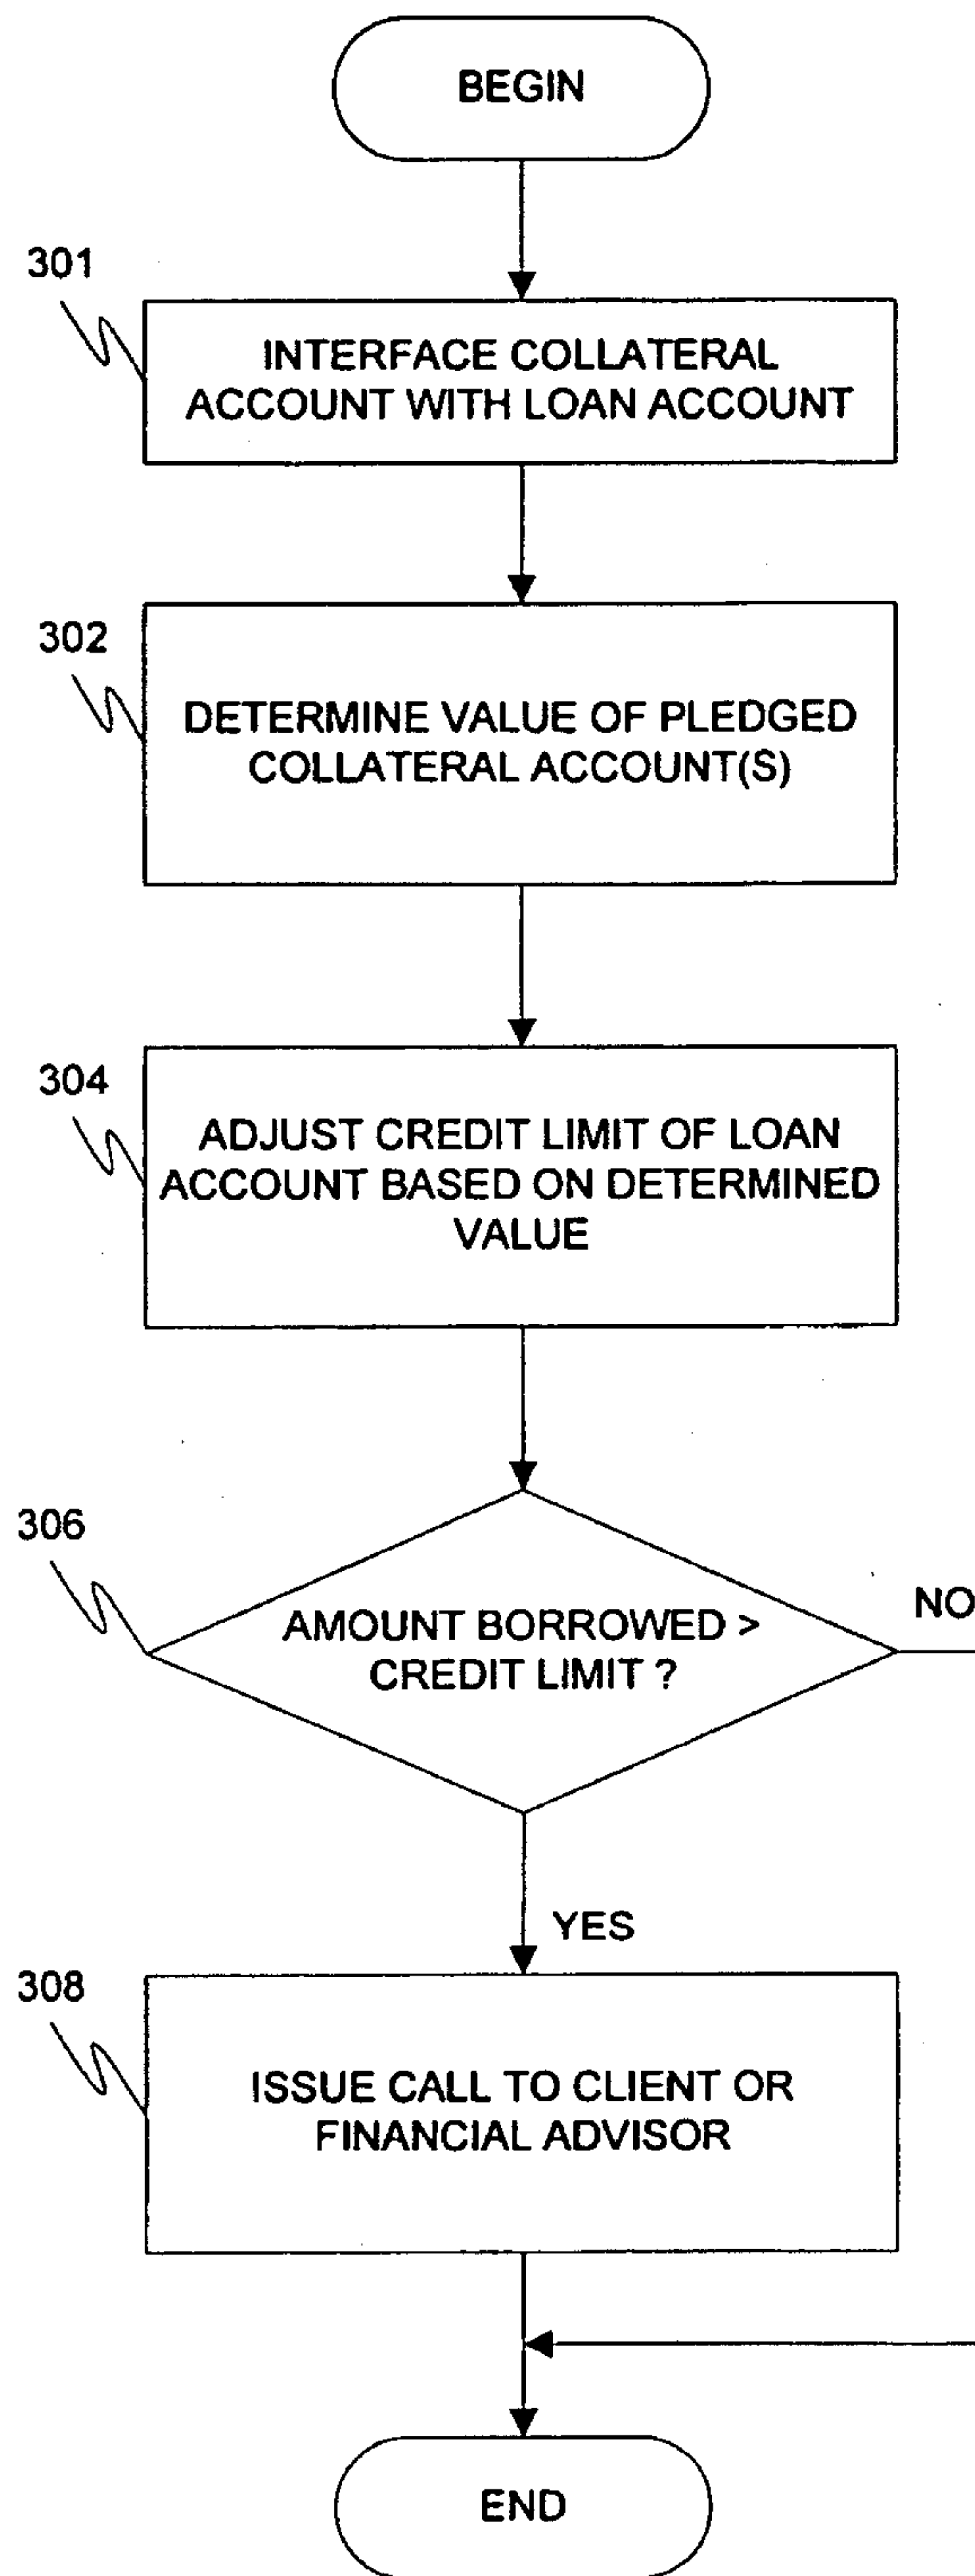 BEGIN
301
INTERFACE COLLATERAL
ACCOUNT WITH LOAN ACCOUNT
302
DETERMINE VALUE OF PLEDGED
COLLATERAL ACCOUNT(S)
304
ADJUST CREDIT LIMIT OF LOAN
ACCOUNT BASED ON DETERMINED
VALUE
306
AMOUNT BORROWED >
CREDIT LIMIT ?
NO
YES
308
ISSUE CALL TO CLIENT OR
FINANCIAL ADVISOR
END